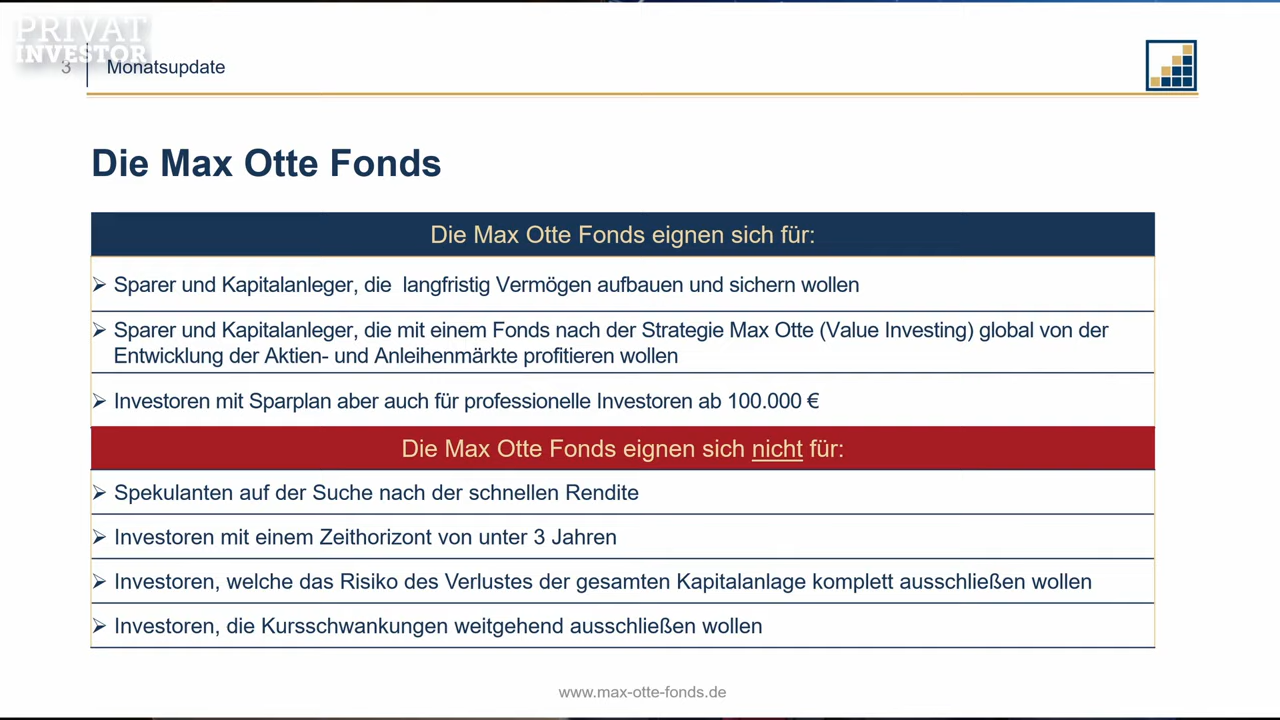 PRIVAT
INVESTOR
3
Monatsupdate
Die Max Otte Fonds
Die Max Otte Fonds eignen sich für:
➢ Sparer und Kapitalanleger, die  langfristig Vermögen aufbauen und sichern wollen
➢ Sparer und Kapitalanleger, die mit einem Fonds nach der Strategie Max Otte (Value Investing) global von der
Entwicklung der Aktien- und Anleihenmärkte profitieren wollen
➢ Investoren mit Sparplan aber auch für professionelle Investoren ab 100.000 €
Die Max Otte Fonds eignen sich nicht für:
➢ Spekulanten auf der Suche nach der schnellen Rendite
➢ Investoren mit einem Zeithorizont von unter 3 Jahren
➢ Investoren, welche das Risiko des Verlustes der gesamten Kapitalanlage komplett ausschließen wollen
➢ Investoren, die Kursschwankungen weitgehend ausschließen wollen
www.max-otte-fonds.de